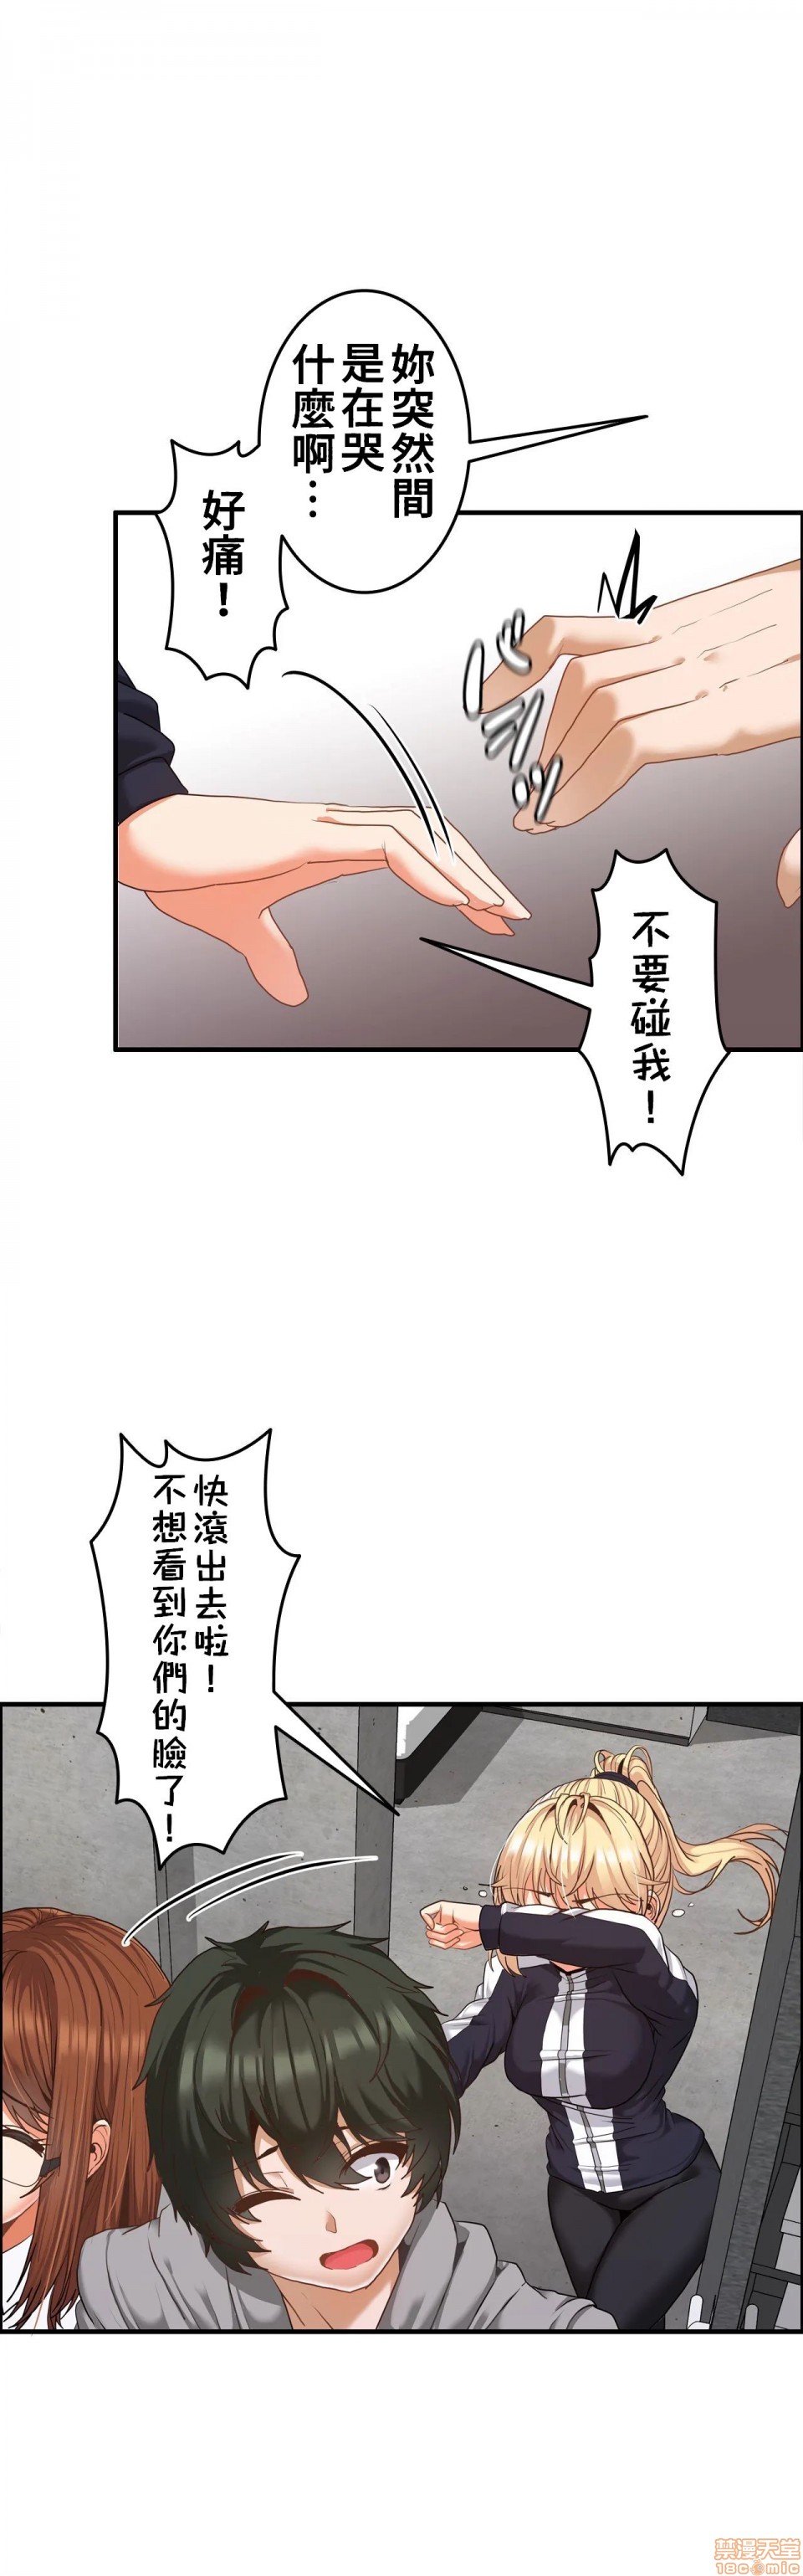 妳突然間
是在哭
什麼啊…
好痛！
不要碰我！
快滾出去啦！
不想看到你們的臉了！
禁漫天堂
18comic